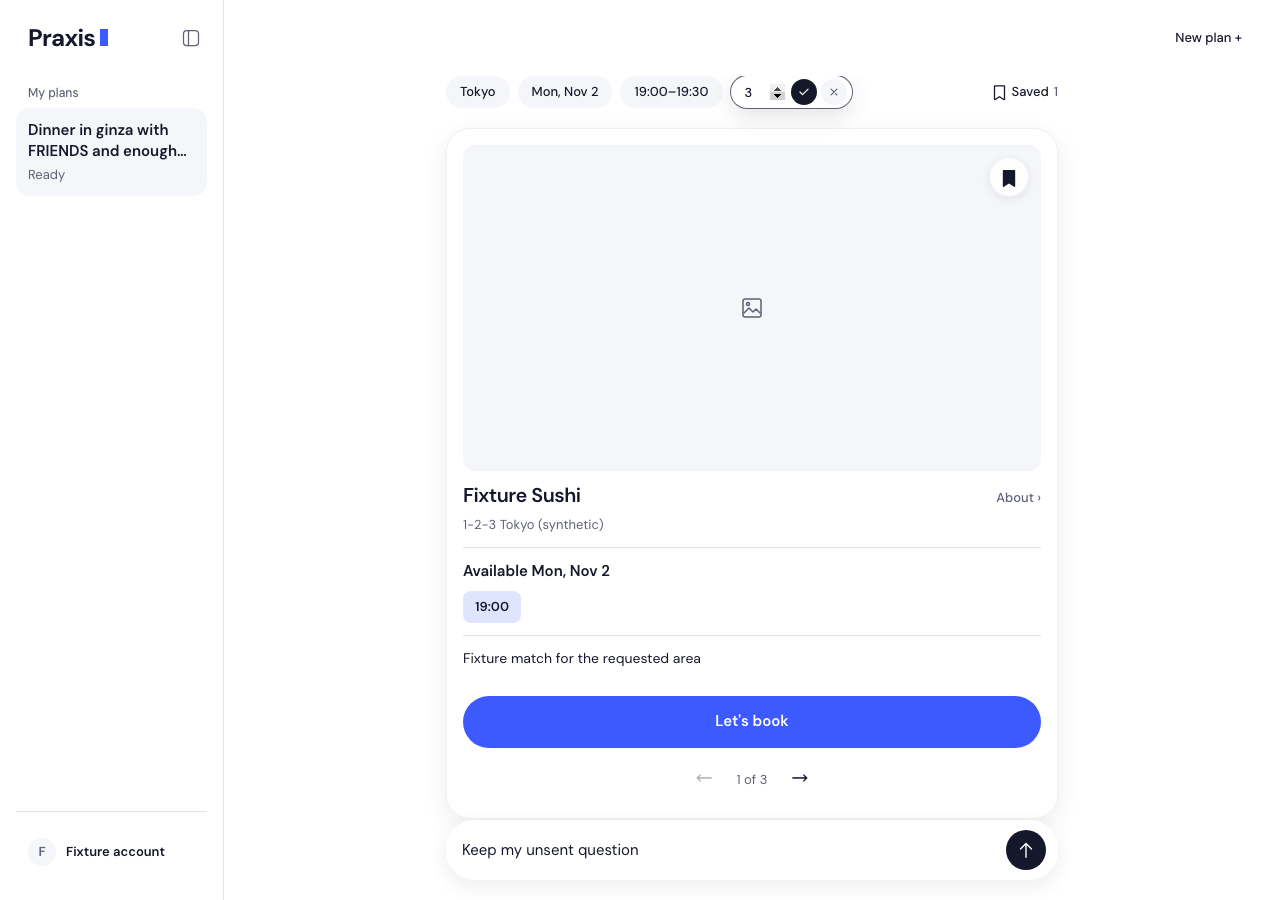 Praxis
New plan +
My plans
Dinner in ginza with
FRIENDS and enough...
Ready
Tokyo
Mon, Nov 2
19:00–19:30
3
Saved 1
Fixture Sushi
About ›
1-2-3 Tokyo (synthetic)
Available Mon, Nov 2
19:00
Fixture match for the requested area
Let's book
← 1 of 3 →
Keep my unsent question
F
Fixture account